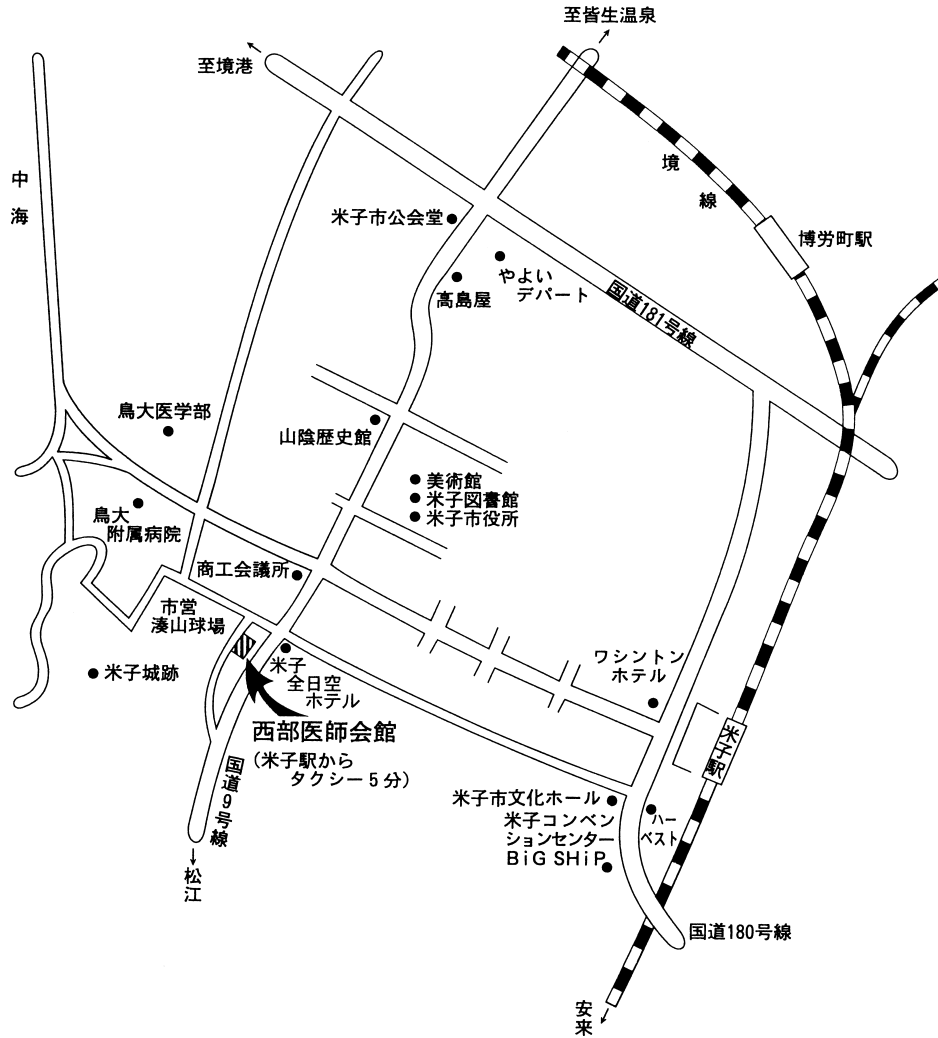 至皆生温泉
至境港
中海
境線
米子市公会堂
博労町駅
やよい
デパート
高島屋
国道181号線
鳥大医学部
山陰歴史館
美術館
米子図書館
米子市役所
鳥大
附属病院
商工会議所
市営
湊山球場
米子城跡
米子
全日空
ホテル
ワシントン
ホテル
西部医師会館
(米子駅から
タクシー5分)
米子駅
国道9号線
米子市文化ホール
米子コンベン
ションセンター
BiG SHiP
ハー
ベスト
松江
国道180号線
安来